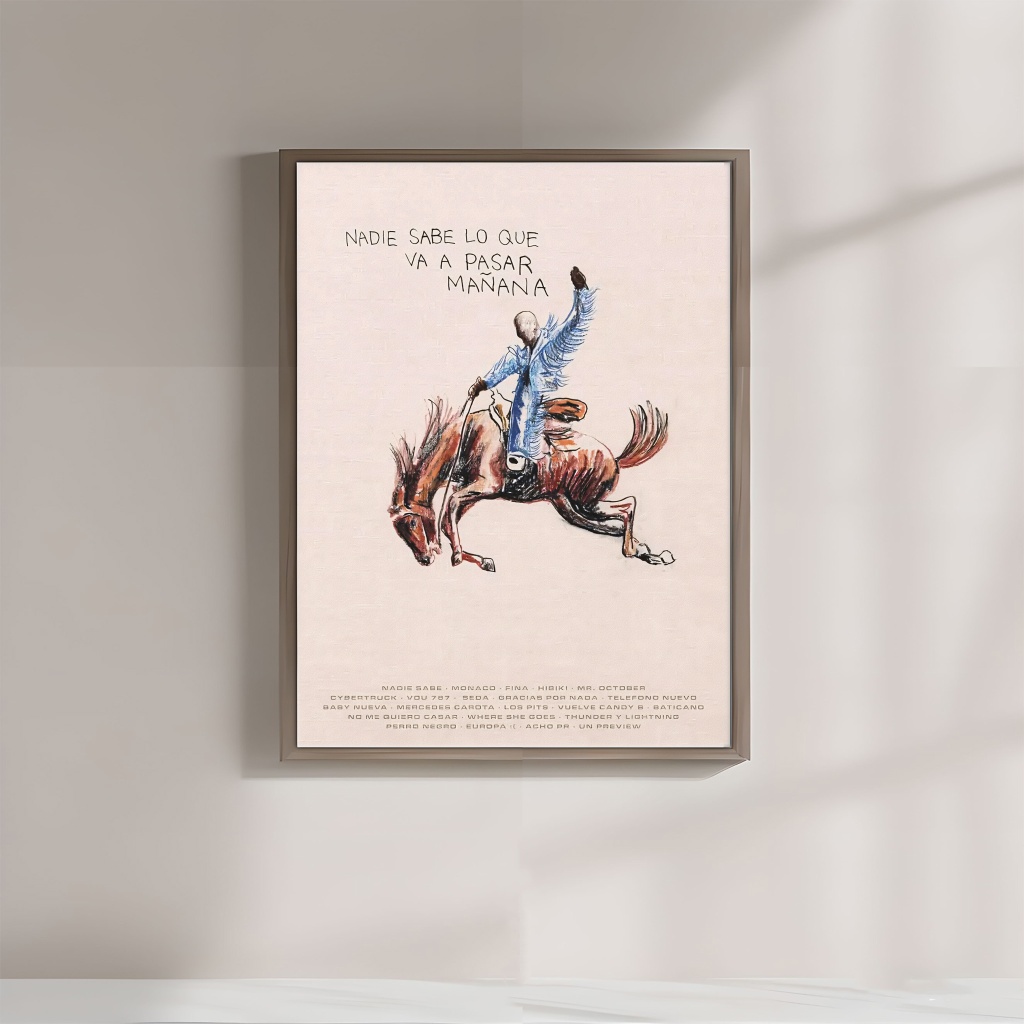 NADIE SABE LO QUE
VA A PASAR
MAÑANA
NADIE SABE · MONACO · FINA · HIBIKI · MR. OCTOBER
CYBERTRUCK · VOU 787 · SEDA · GRACIAS POR NADA · TELEFONO NUEVO
BABY NUEVA · MERCEDES CAROTA · LOS PITS · VUELVE CANDY B · BATICANO
NO ME QUIERO CASAR · WHERE SHE GOES · THUNDER Y LIGHTNING
PERRO NEGRO · EUROPA :( · ACHO PR · UN PREVIEW